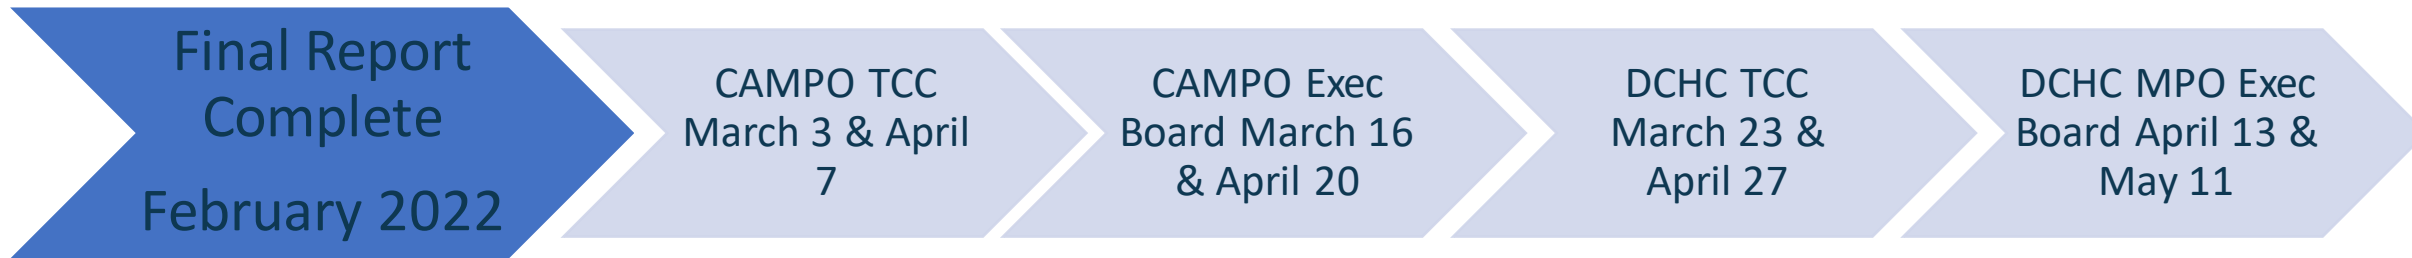 Final Report
Complete
February 2022
CAMPO TCC
March 3 & April
7
CAMPO Exec
Board March 16
& April 20
DCHC TCC
March 23 &
April 27
DCHC MPO Exec
Board April 13 &
May 11